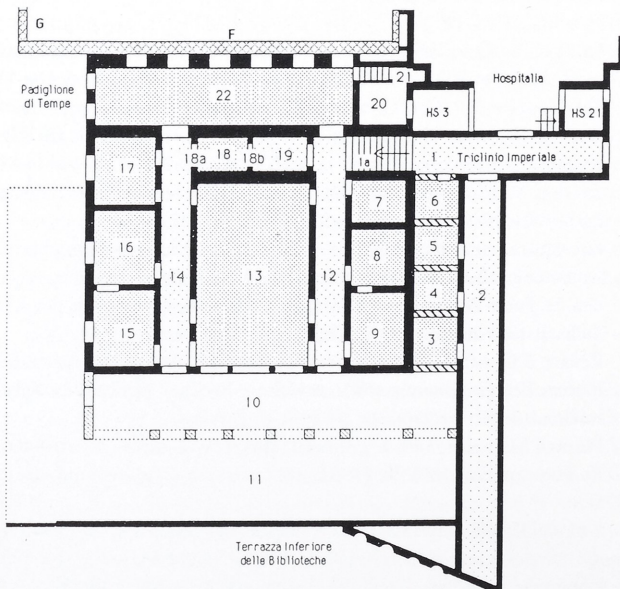 G
F
Padiglione
di Tempe
22
21
20
Hospitalia
HS 3
HS 21
17
18a
18
18b
19
1a
1
Triclinio Imperiale
7
6
16
14
13
12
8
5
2
4
15
9
3
10
11
Terrazza Inferiore
delle Biblioteche